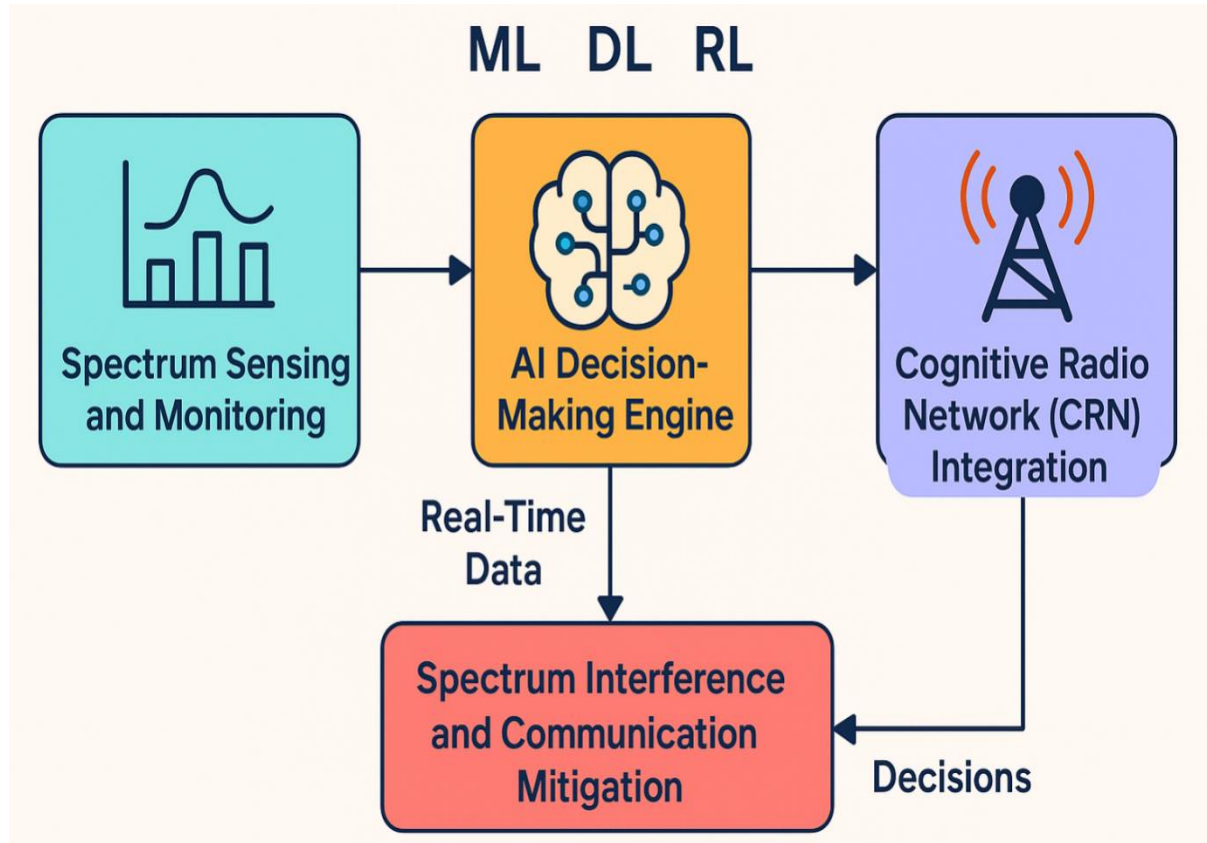 ML DL RL
Spectrum Sensing
and Monitoring
AI Decision-
Making Engine
Cognitive Radio
Network (CRN)
Integration
Real-Time
Data
Spectrum Interference
and Communication
Mitigation
Decisions